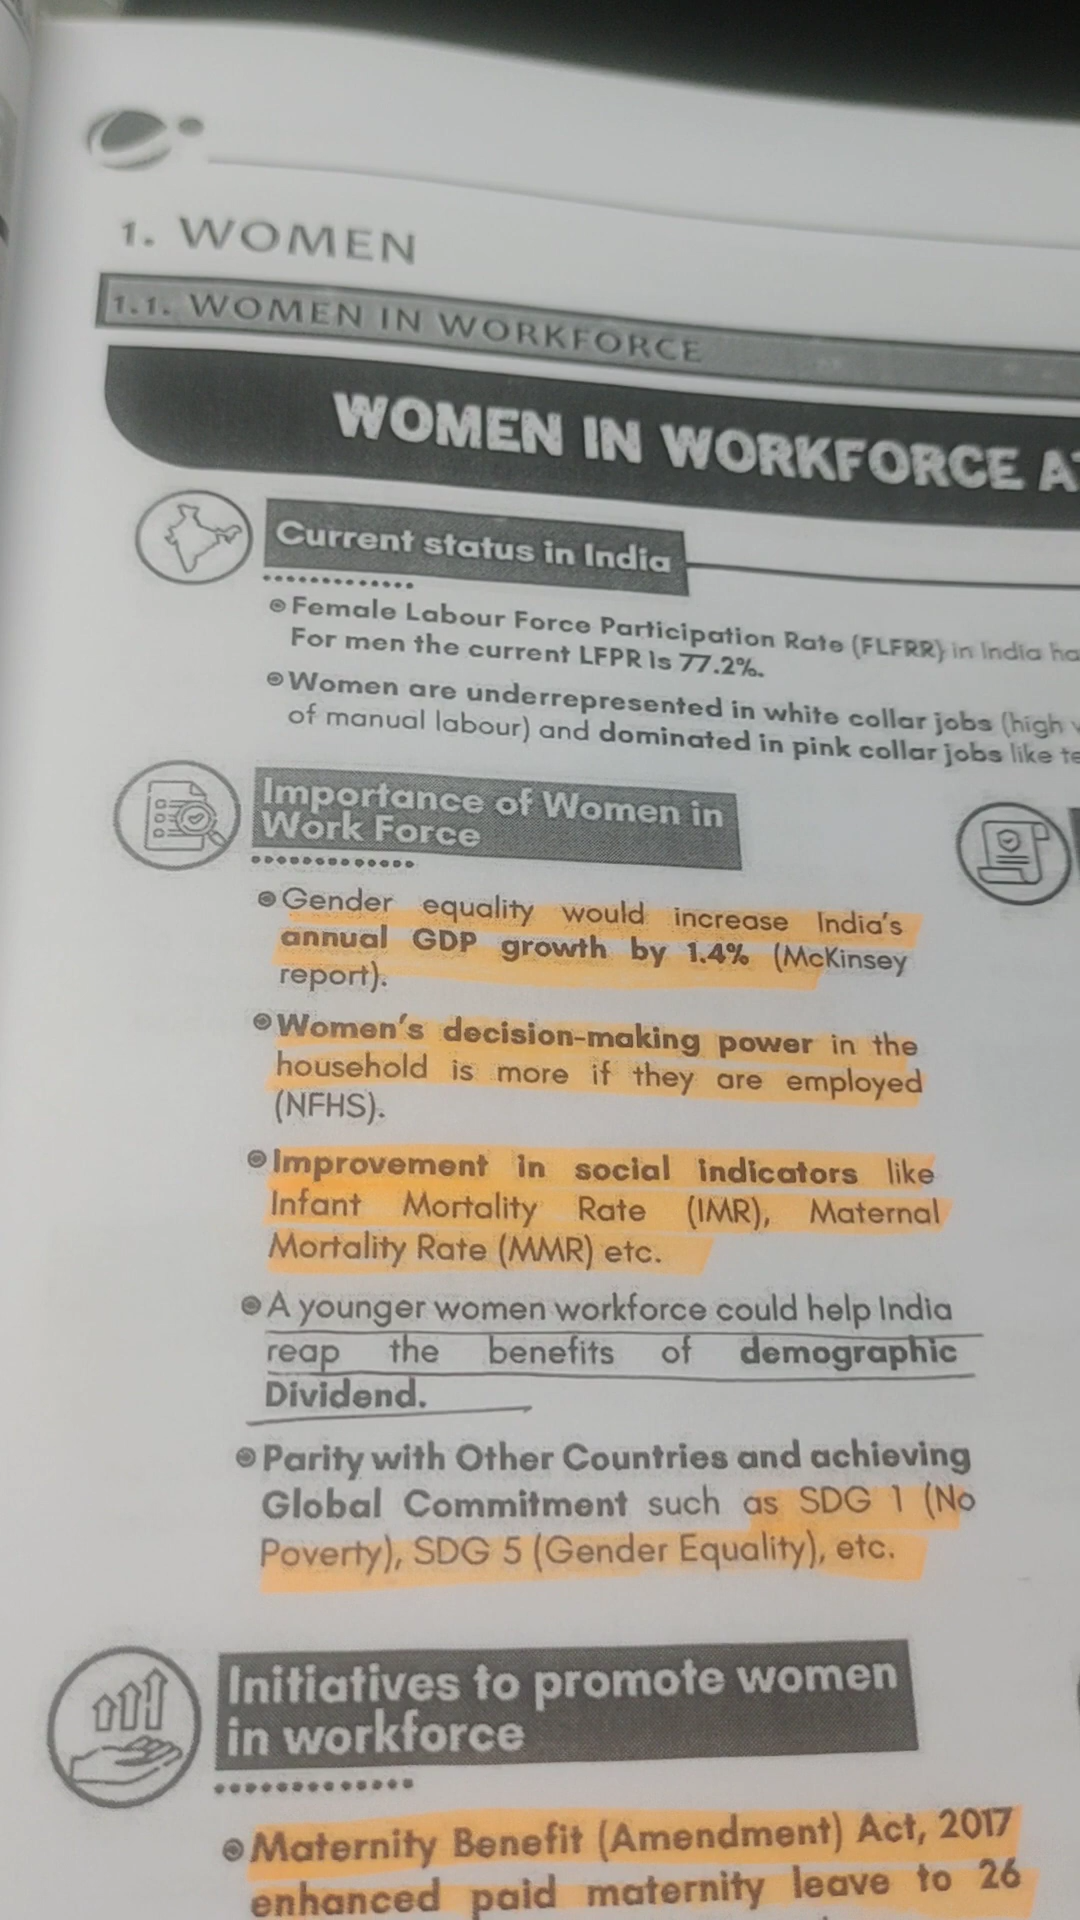 1. WOMEN
1.1. WOMEN IN WORKFORCE
WOMEN IN WORKFORCE
Current status in India
Female Labour Force Participation Rate (FLFRR) in India
For men the current LFPR is 77.2%.
Women are underrepresented in white collar jobs (high
of manual labour) and dominated in pink collar jobs like
Importance of Women in
Work Force
Gender equality would increase India's
annual GDP growth by 1.4% (McKinsey
report).
Women's decision-making power in the
household is more if they are employed
(NFHS).
Improvement in social indicators like
Infant Mortality Rate (IMR), Maternal
Mortality Rate (MMR) etc.
A younger women workforce could help India
reap the benefits of demographic
Dividend.
Parity with Other Countries and achieving
Global Commitment such as SDG 1 (No
Poverty), SDG 5 (Gender Equality), etc.
Initiatives to promote women
in workforce
Maternity Benefit (Amendment) Act, 2017
enhanced paid maternity leave to 26